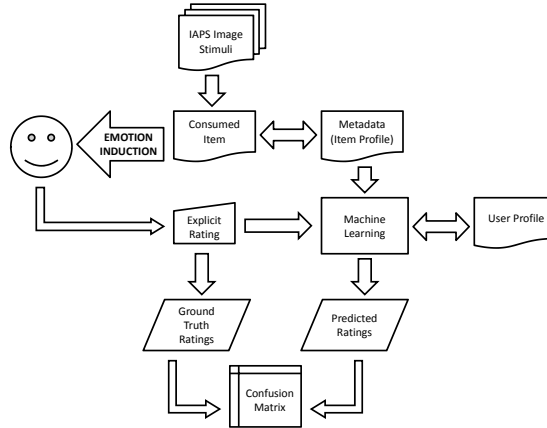 IAPS Image
Stimuli
EMOTION
INDUCTION
Consumed
Item
Metadata
(Item Profile)
Explicit
Rating
Machine
Learning
User Profile
Ground
Truth
Ratings
Predicted
Ratings
Confusion
Matrix